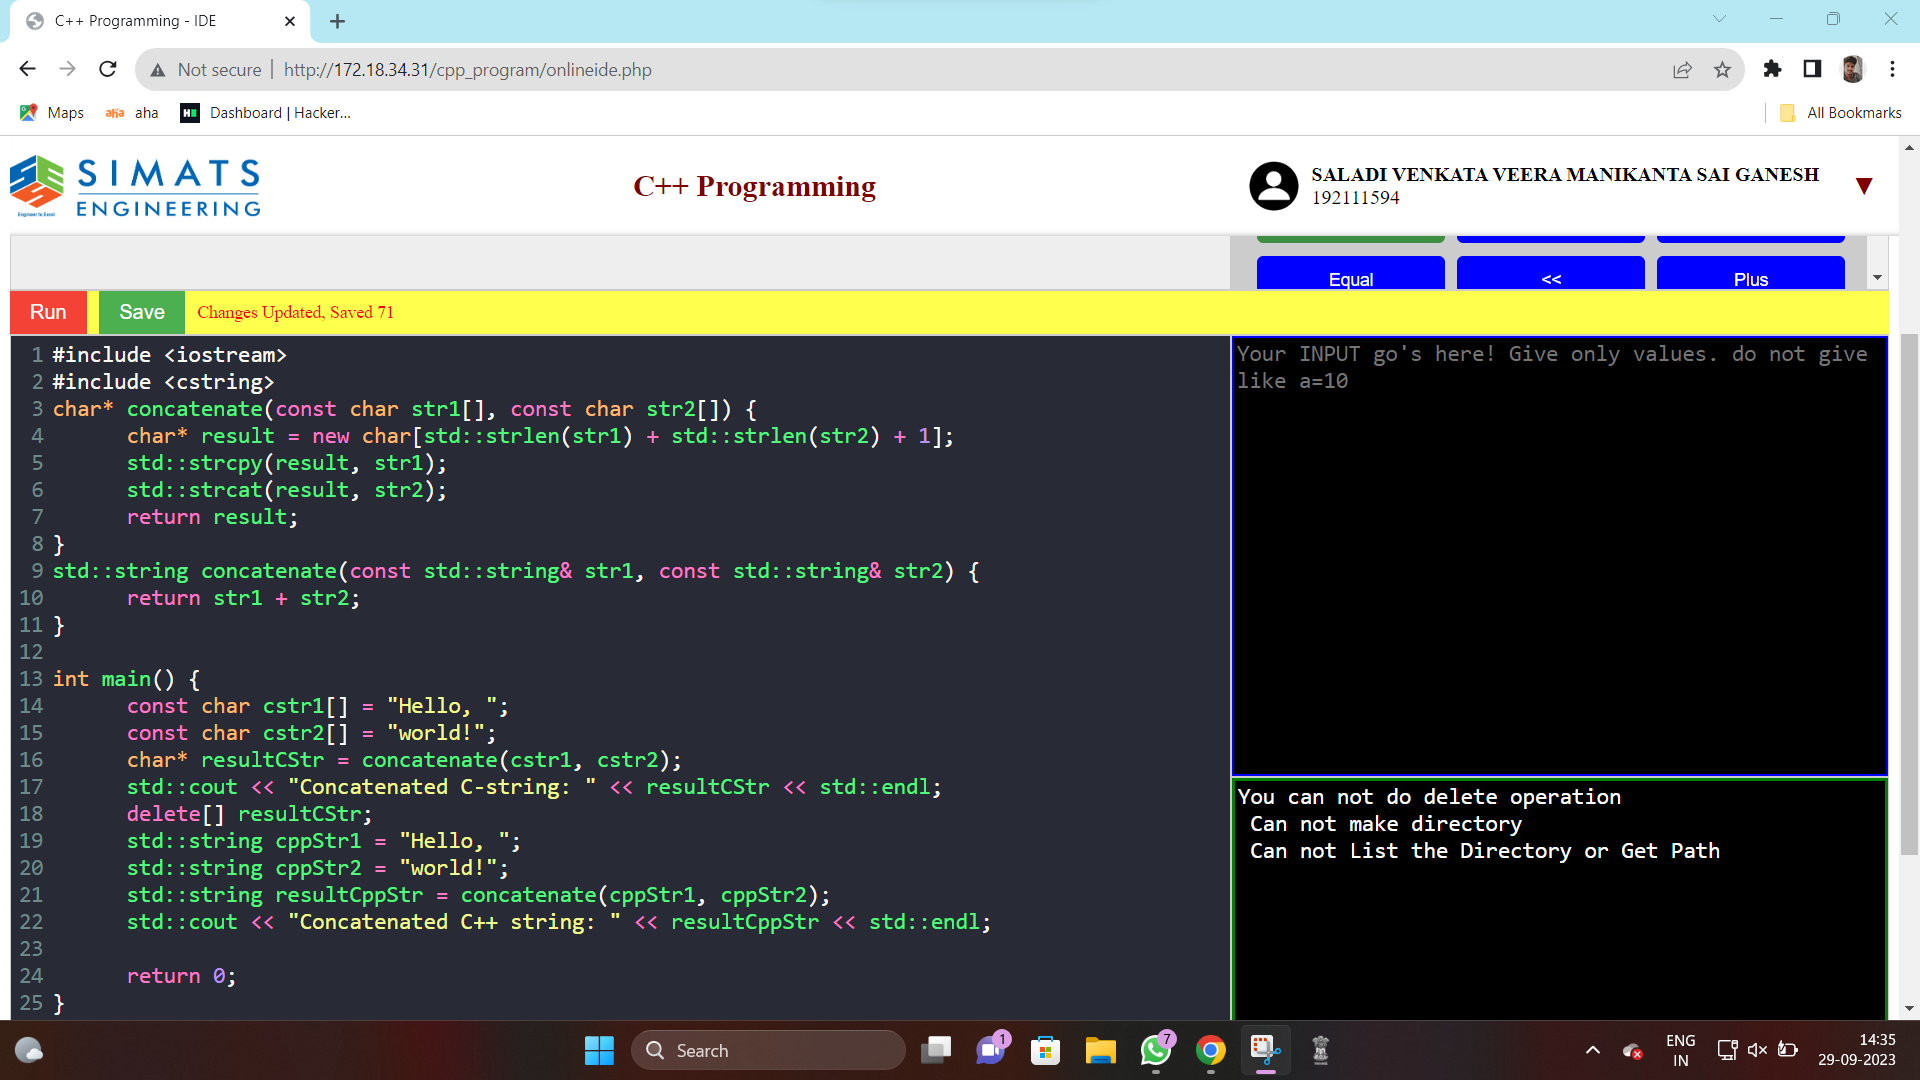 C++ Programming - IDE
Not secure | http://172.18.34.31/cpp_program/onlineide.php
Maps aha aha H Dashboard | Hacker... All Bookmarks
SIMATS
ENGINEERING
Engineer to Excel
C++ Programming
SALADI VENKATA VEERA MANIKANTA SAI GANESH
192111594
Equal << Plus
Run Save Changes Updated, Saved 71
1 #include <iostream>
2 #include <cstring>
3 char* concatenate(const char str1[], const char str2[]) {
4 char* result = new char[std::strlen(str1) + std::strlen(str2) + 1];
5 std::strcpy(result, str1);
6 std::strcat(result, str2);
7 return result;
8 }
9 std::string concatenate(const std::string& str1, const std::string& str2) {
10 return str1 + str2;
11 }
12
13 int main() {
14 const char cstr1[] = "Hello, ";
15 const char cstr2[] = "world!";
16 char* resultCStr = concatenate(cstr1, cstr2);
17 std::cout << "Concatenated C-string: " << resultCStr << std::endl;
18 delete[] resultCStr;
19 std::string cppStr1 = "Hello, ";
20 std::string cppStr2 = "world!";
21 std::string resultCppStr = concatenate(cppStr1, cppStr2);
22 std::cout << "Concatenated C++ string: " << resultCppStr << std::endl;
23
24 return 0;
25 }
Your INPUT go's here! Give only values. do not give
like a=10
You can not do delete operation
Can not make directory
Can not List the Directory or Get Path
Search
1
7
ENG
IN
14:35
29-09-2023